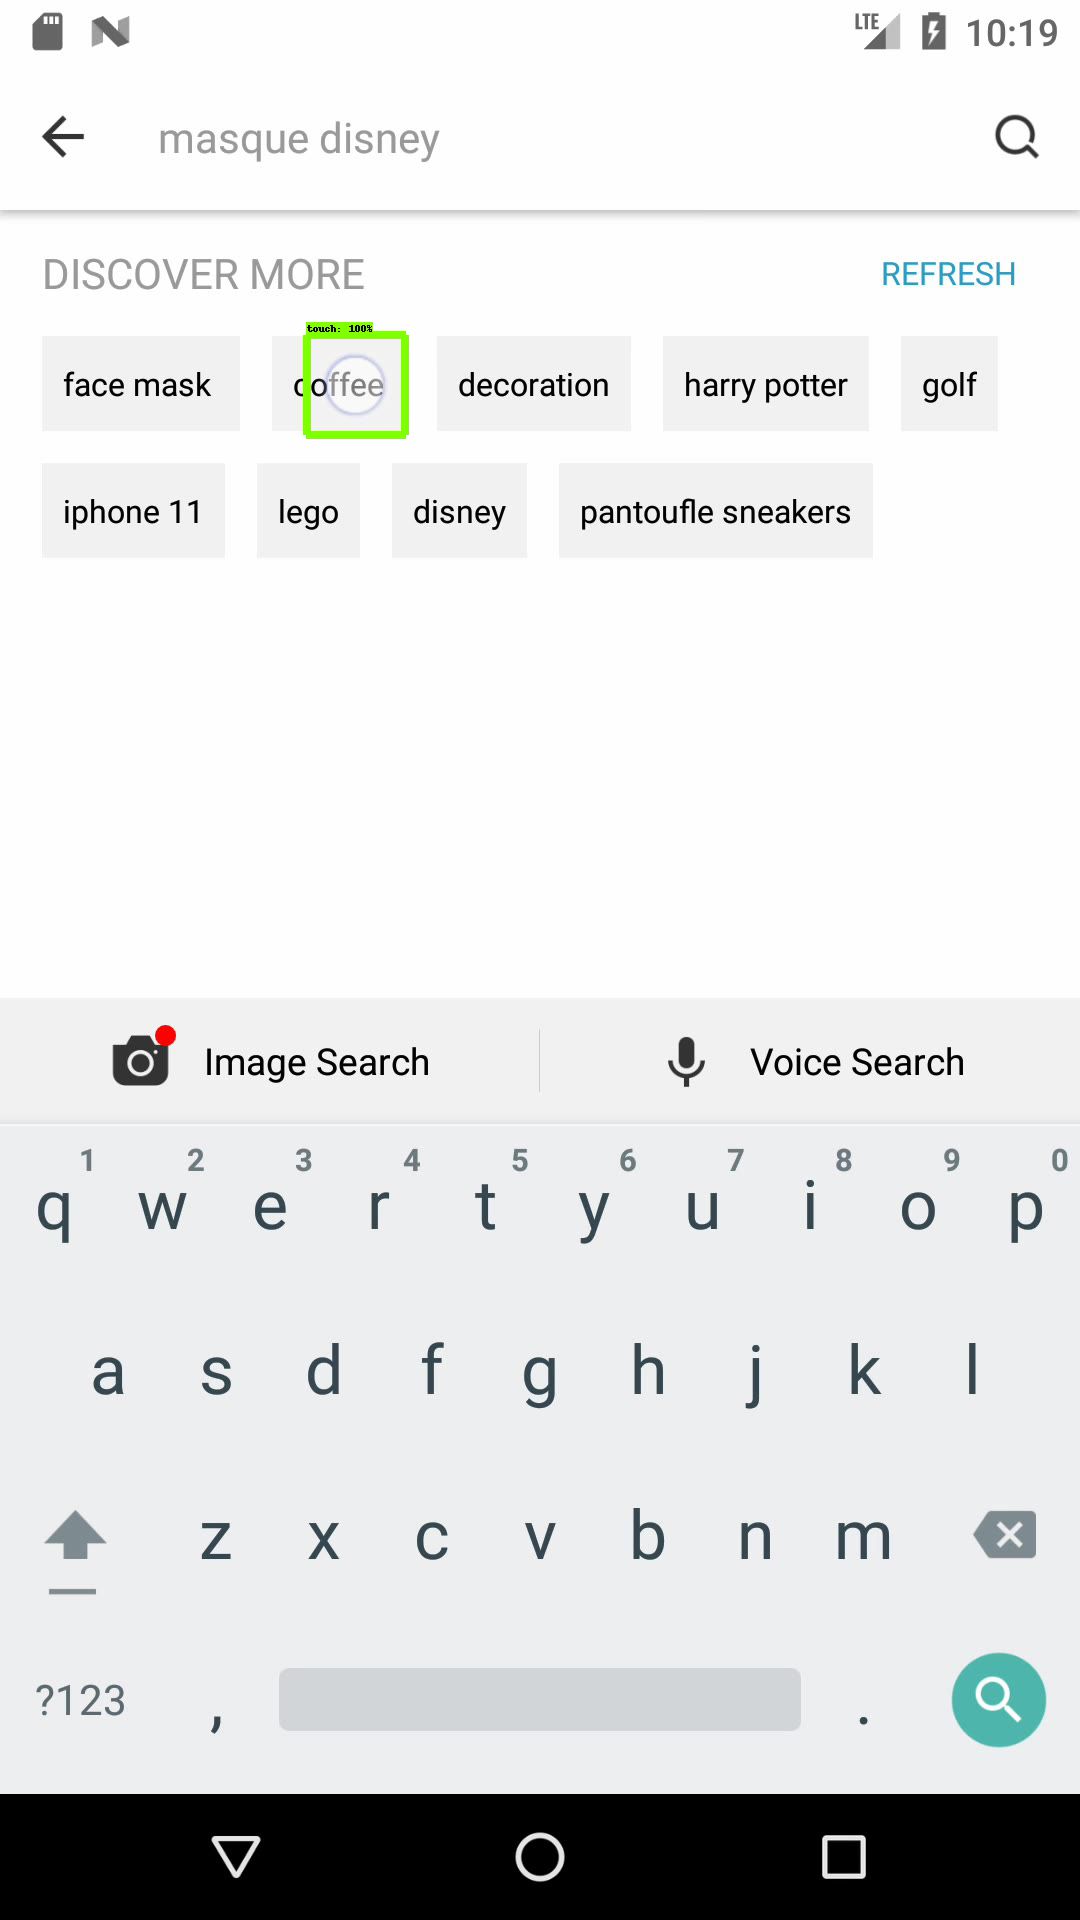 LTE 10:19
masque disney
DISCOVER MORE REFRESH
touch: 100%
face mask coffee decoration harry potter golf
iphone 11 lego disney pantoufle sneakers
Image Search Voice Search
1 2 3 4 5 6 7 8 9 0
q w e r t y u i o p
a s d f g h j k l
z x c v b n m
?123 , .